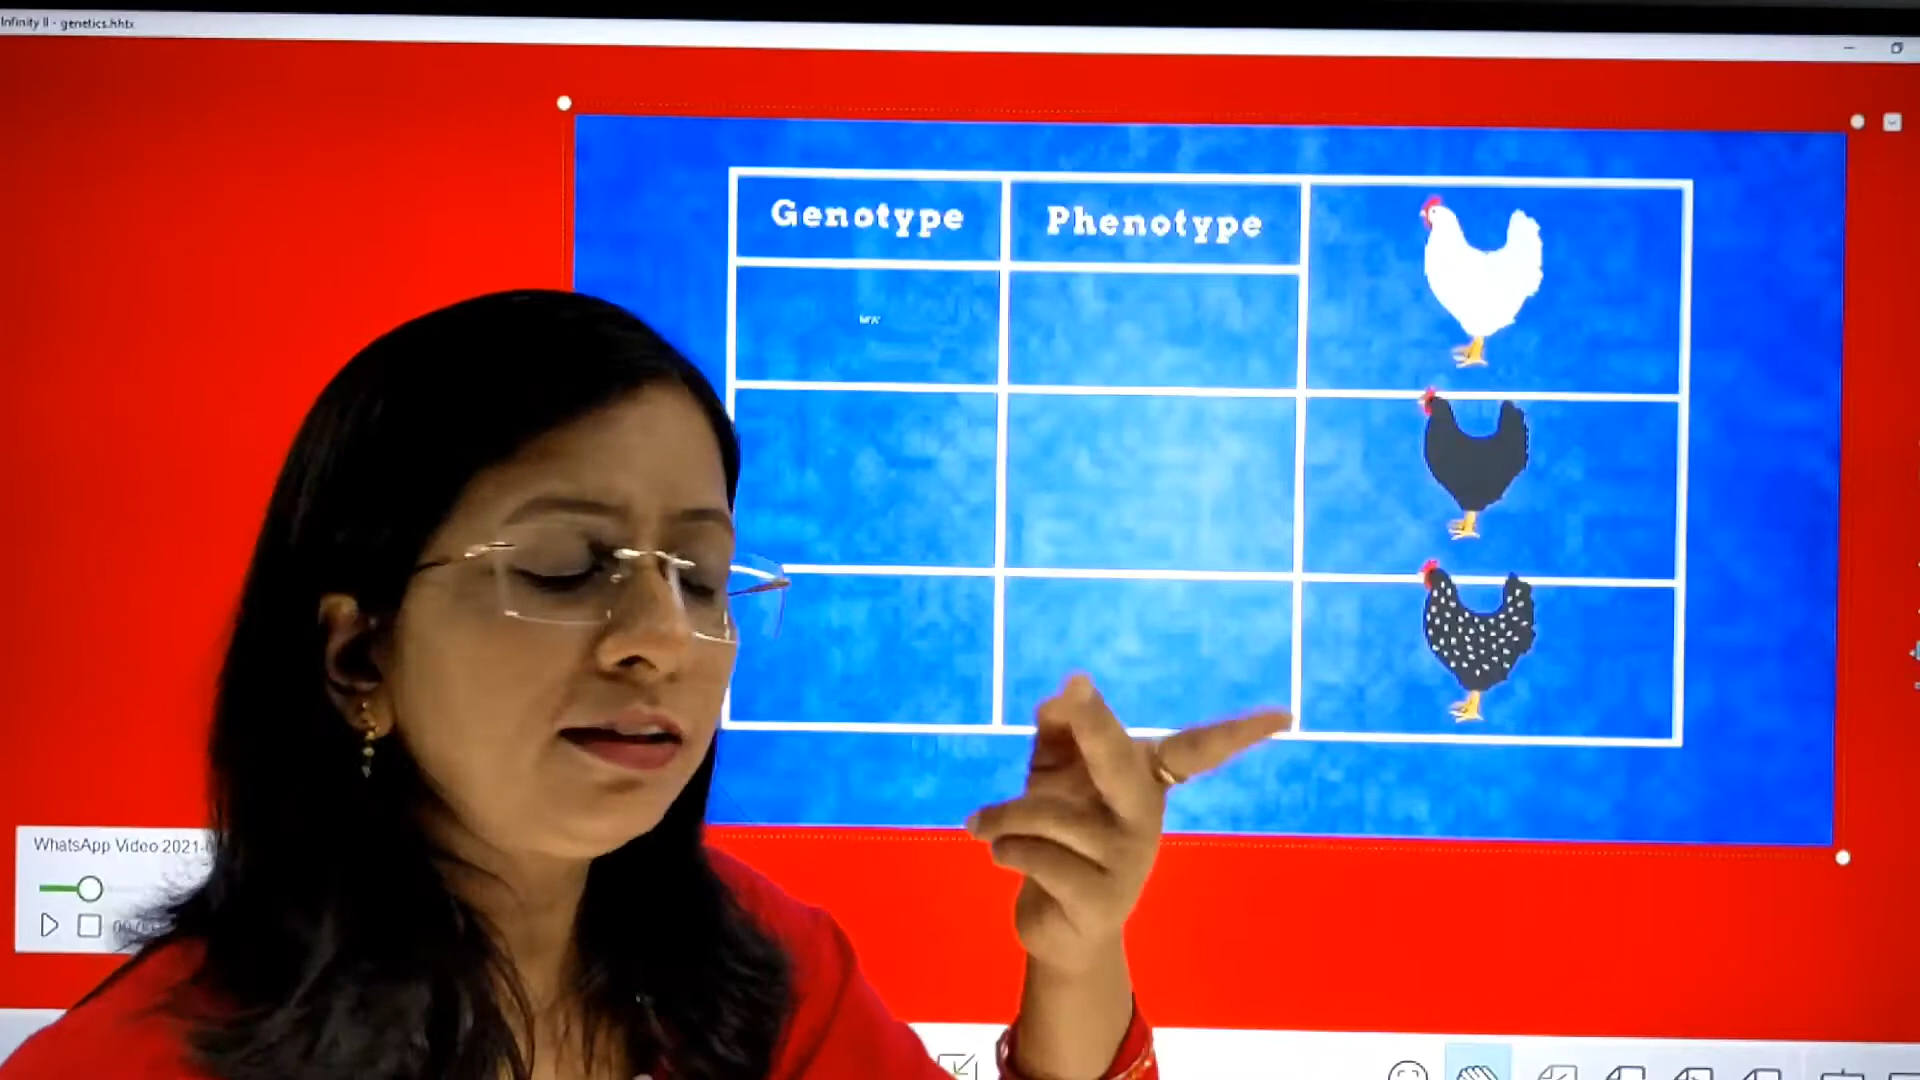 Infinity II - genetics.hhtx
Genotype
Phenotype
WhatsApp Video 2021-